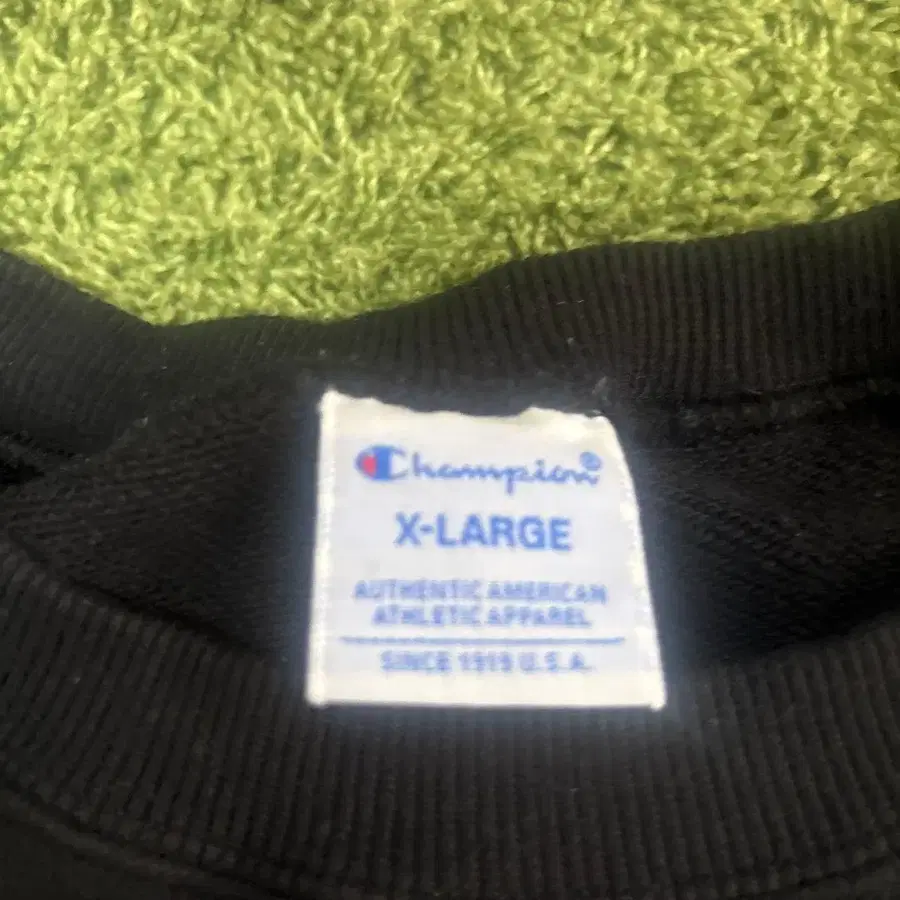 Champion
X-LARGE
AUTHENTIC AMERICAN
ATHLETIC APPAREL
SINCE 1919 U.S.A.